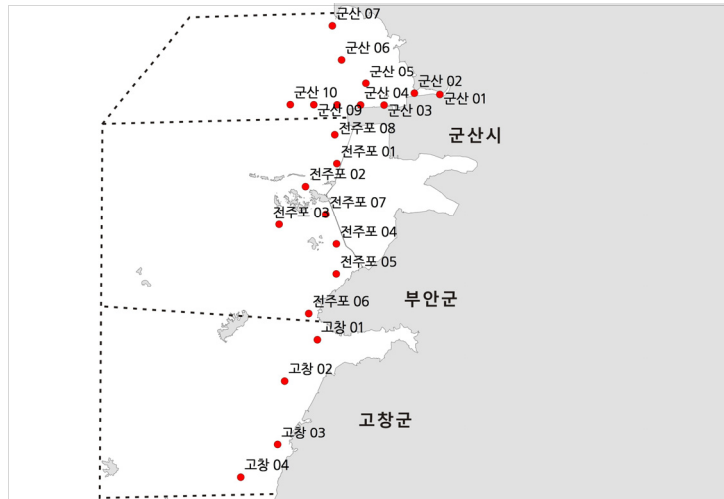 군산 07
군산 06
군산 05
군산 02
군산 10
군산 04
군산 01
군산 09
군산 03
전주포 08
군산시
전주포 01
전주포 02
전주포 07
전주포 03
전주포 04
전주포 05
부안군
전주포 06
고창 01
고창 02
고창군
고창 03
고창 04